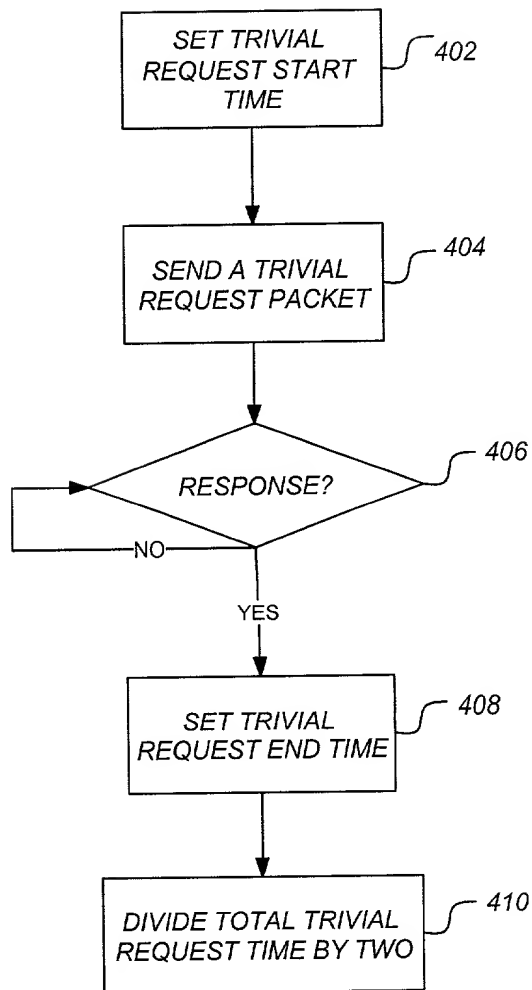 SET TRIVIAL
REQUEST START
TIME
402
SEND A TRIVIAL
REQUEST PACKET
404
RESPONSE?
406
NO
YES
SET TRIVIAL
REQUEST END TIME
408
DIVIDE TOTAL TRIVIAL
REQUEST TIME BY TWO
410